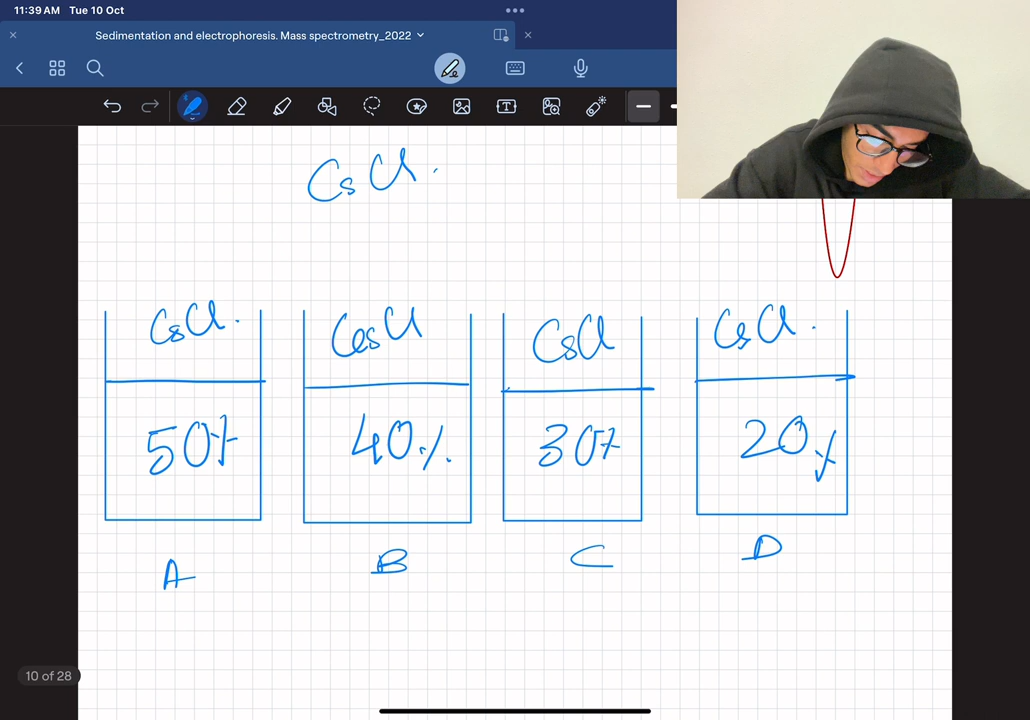 11:39 AM Tue 10 Oct
Sedimentation and electrophoresis. Mass spectrometry_2022
CsCl.
CsCl. CesCl CsCl CsCl.
50% 40%. 30% 20%
A B C D
10 of 28